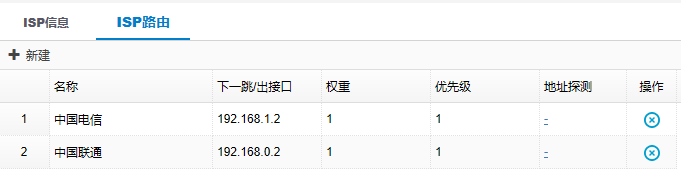 ISP信息 ISP路由
新建
名称 下一跳/出接口 权重 优先级 地址探测 操作
1 中国电信 192.168.1.2 1 1 -
2 中国联通 192.168.0.2 1 1 -